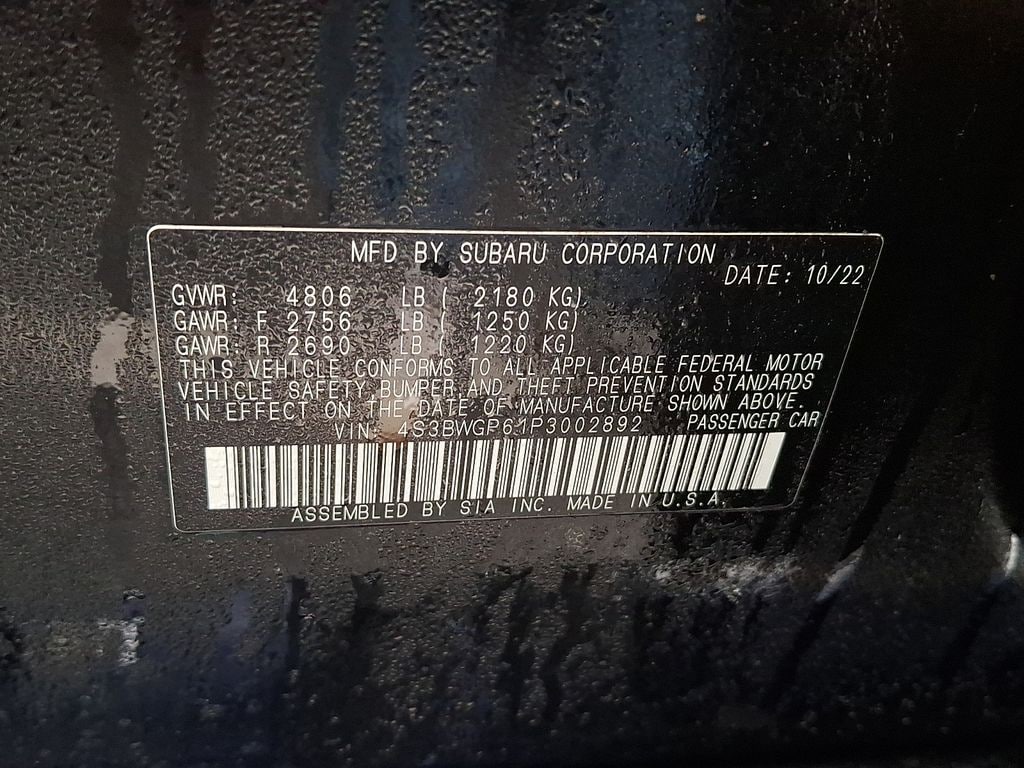 MFD BY SUBARU CORPORATION
DATE: 10/22
GVWR: 4806 LB ( 2180 KG)
GAWR: F 2756 LB ( 1250 KG)
GAWR: R 2690 LB ( 1220 KG)
THIS VEHICLE CONFORMS TO ALL APPLICABLE FEDERAL MOTOR
VEHICLE SAFETY, BUMPER AND THEFT PREVENTION STANDARDS
IN EFFECT ON THE DATE OF MANUFACTURE SHOWN ABOVE.
VIN: 4S3BWGP61P3002892 PASSENGER CAR
ASSEMBLED BY SIA INC. MADE IN U.S.A.